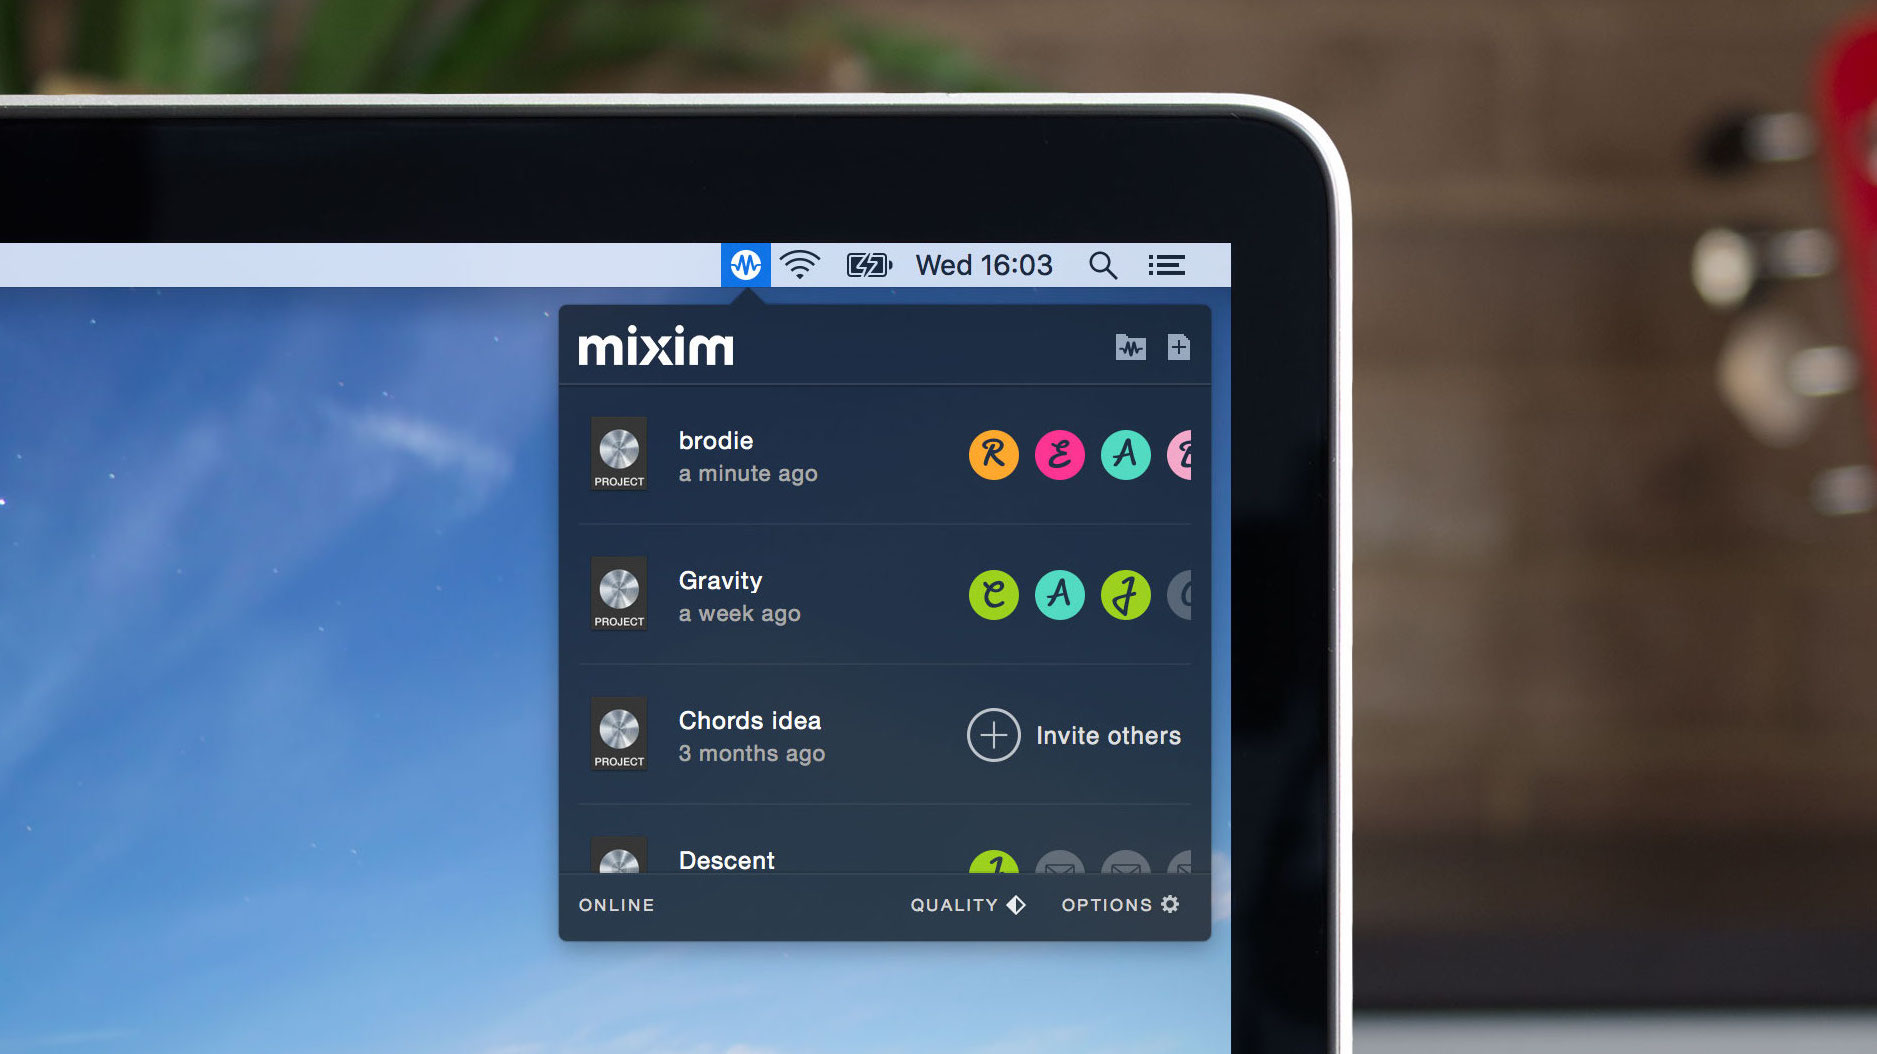 Wed 16:03
mixim
brodie
a minute ago
R E A
PROJECT
Gravity
a week ago
C A J
PROJECT
Chords idea
3 months ago
Invite others
PROJECT
Descent
J
ONLINE
QUALITY
OPTIONS